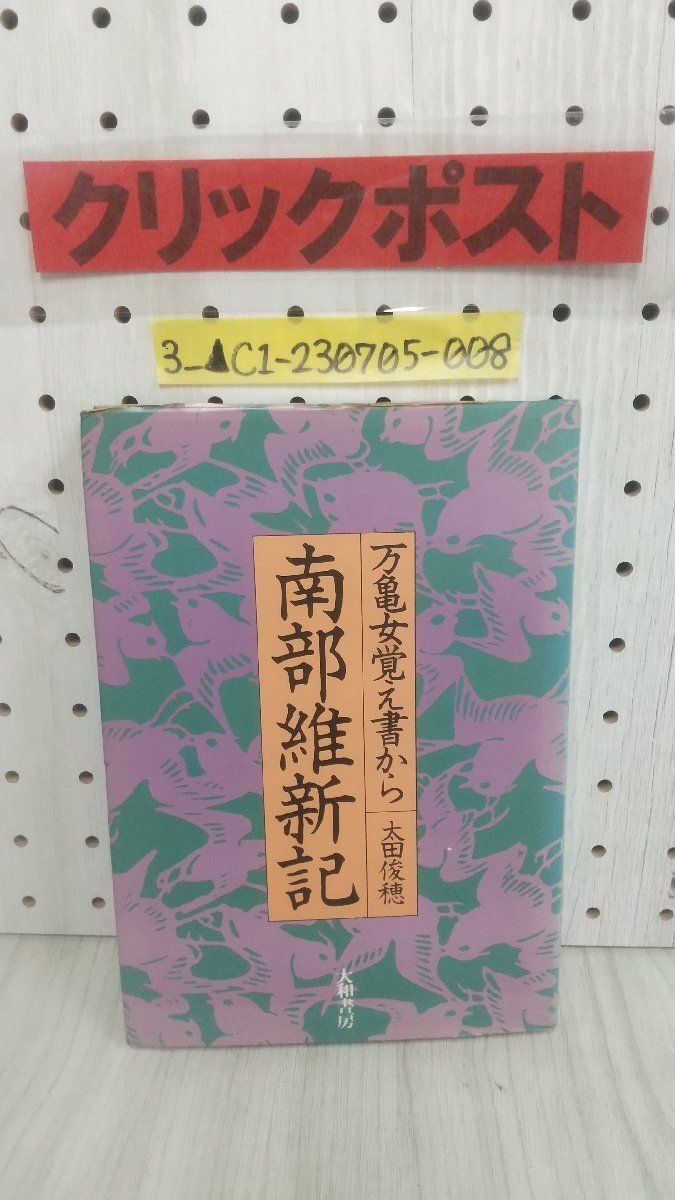 クリックポスト
3_▲C1-230705-008
万亀女覚え書から
太田俊穂
南部維新記
大和書房